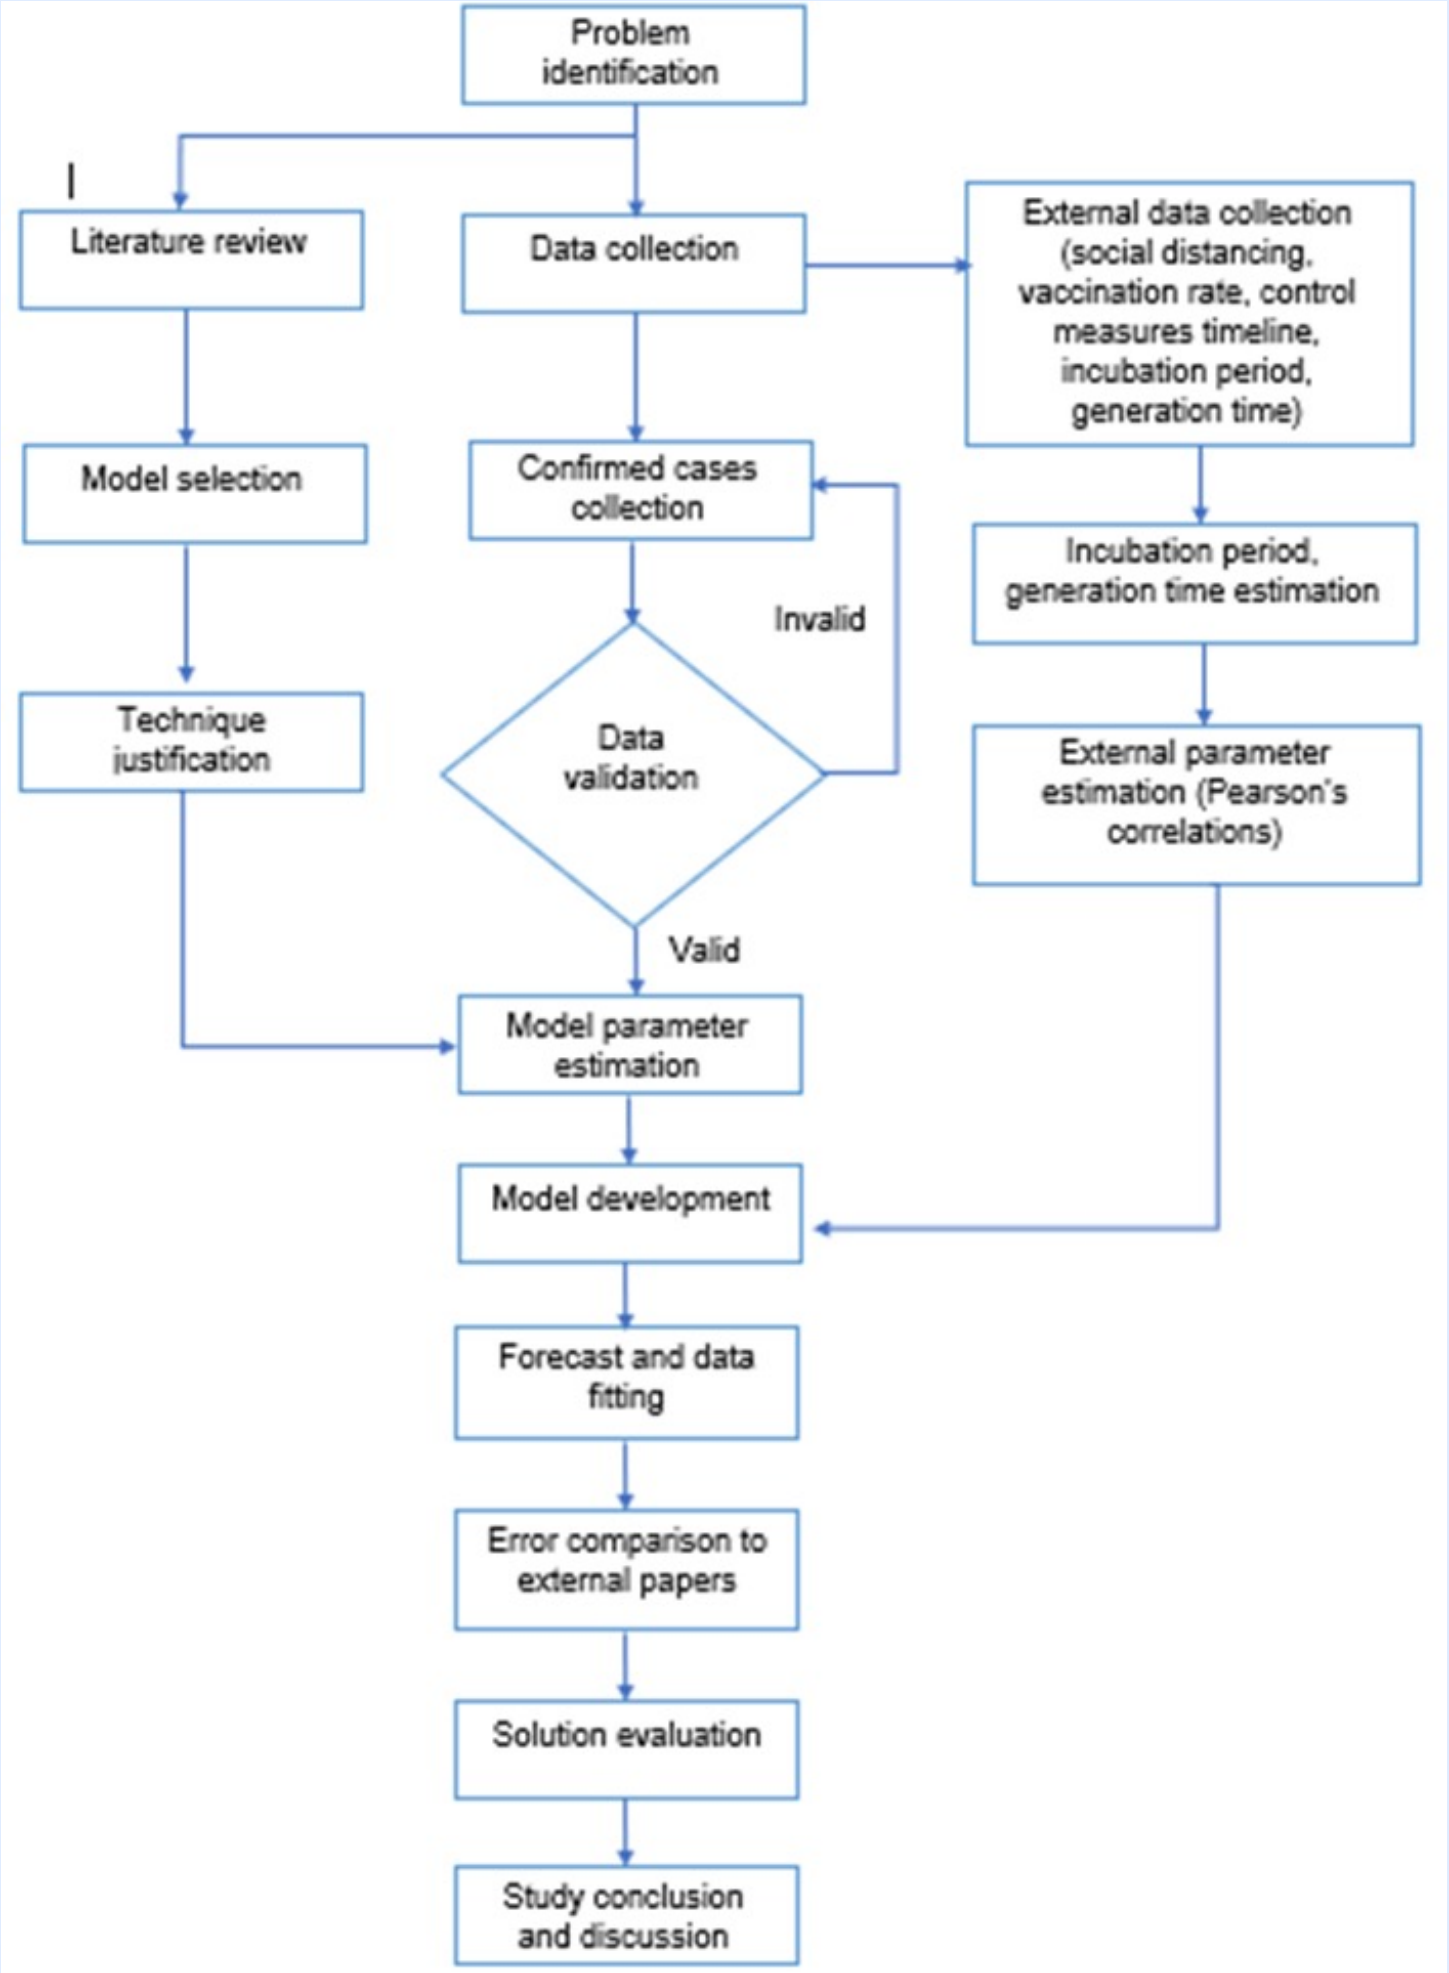 Problem
identification
Literature review
Data collection
External data collection
(social distancing,
vaccination rate, control
measures timeline,
incubation period,
generation time)
Model selection
Confirmed cases
collection
Incubation period,
generation time estimation
Invalid
Technique
justification
Data
validation
External parameter
estimation (Pearson's
correlations)
Valid
Model parameter
estimation
Model development
Forecast and data
fitting
Error comparison to
external papers
Solution evaluation
Study conclusion
and discussion